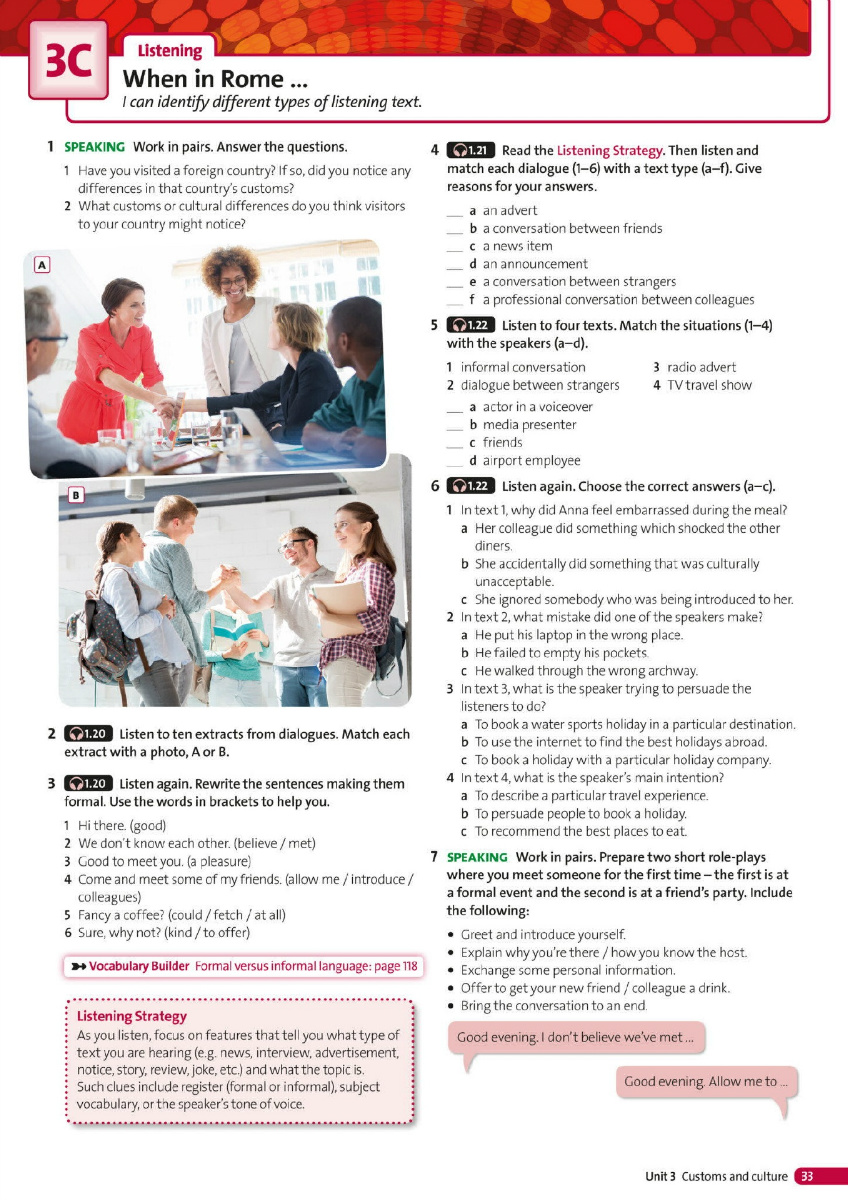 3C
Listening
When in Rome ...
I can identify different types of listening text.
1 SPEAKING Work in pairs. Answer the questions.
1 Have you visited a foreign country? If so, did you notice any
differences in that country's customs?
2 What customs or cultural differences do you think visitors
to your country might notice?
A
B
2 1.20 Listen to ten extracts from dialogues. Match each
extract with a photo, A or B.
3 1.20 Listen again. Rewrite the sentences making them
formal. Use the words in brackets to help you.
1 Hi there. (good)
2 We don't know each other. (believe / met)
3 Good to meet you. (a pleasure)
4 Come and meet some of my friends. (allow me / introduce /
colleagues)
5 Fancy a coffee? (could / fetch / at all)
6 Sure, why not? (kind / to offer)
Vocabulary Builder Formal versus informal language: page 118
Listening Strategy
As you listen, focus on features that tell you what type of
text you are hearing (e.g. news, interview, advertisement,
notice, story, review, joke, etc.) and what the topic is.
Such clues include register (formal or informal), subject
vocabulary, or the speaker's tone of voice.
4 1.21 Read the Listening Strategy. Then listen and
match each dialogue (1–6) with a text type (a–f). Give
reasons for your answers.
___ a an advert
___ b a conversation between friends
___ c a news item
___ d an announcement
___ e a conversation between strangers
___ f a professional conversation between colleagues
5 1.22 Listen to four texts. Match the situations (1–4)
with the speakers (a–d).
1 informal conversation 3 radio advert
2 dialogue between strangers 4 TV travel show
___ a actor in a voiceover
___ b media presenter
___ c friends
___ d airport employee
6 1.22 Listen again. Choose the correct answers (a–c).
1 In text 1, why did Anna feel embarrassed during the meal?
a Her colleague did something which shocked the other
diners.
b She accidentally did something that was culturally
unacceptable.
c She ignored somebody who was being introduced to her.
2 In text 2, what mistake did one of the speakers make?
a He put his laptop in the wrong place.
b He failed to empty his pockets.
c He walked through the wrong archway.
3 In text 3, what is the speaker trying to persuade the
listeners to do?
a To book a water sports holiday in a particular destination.
b To use the internet to find the best holidays abroad.
c To book a holiday with a particular holiday company.
4 In text 4, what is the speaker's main intention?
a To describe a particular travel experience.
b To persuade people to book a holiday.
c To recommend the best places to eat.
7 SPEAKING Work in pairs. Prepare two short role-plays
where you meet someone for the first time – the first is at
a formal event and the second is at a friend's party. Include
the following:
• Greet and introduce yourself.
• Explain why you're there / how you know the host.
• Exchange some personal information.
• Offer to get your new friend / colleague a drink.
• Bring the conversation to an end.
Good evening. I don't believe we've met ...
Good evening. Allow me to ...
Unit 3 Customs and culture 33